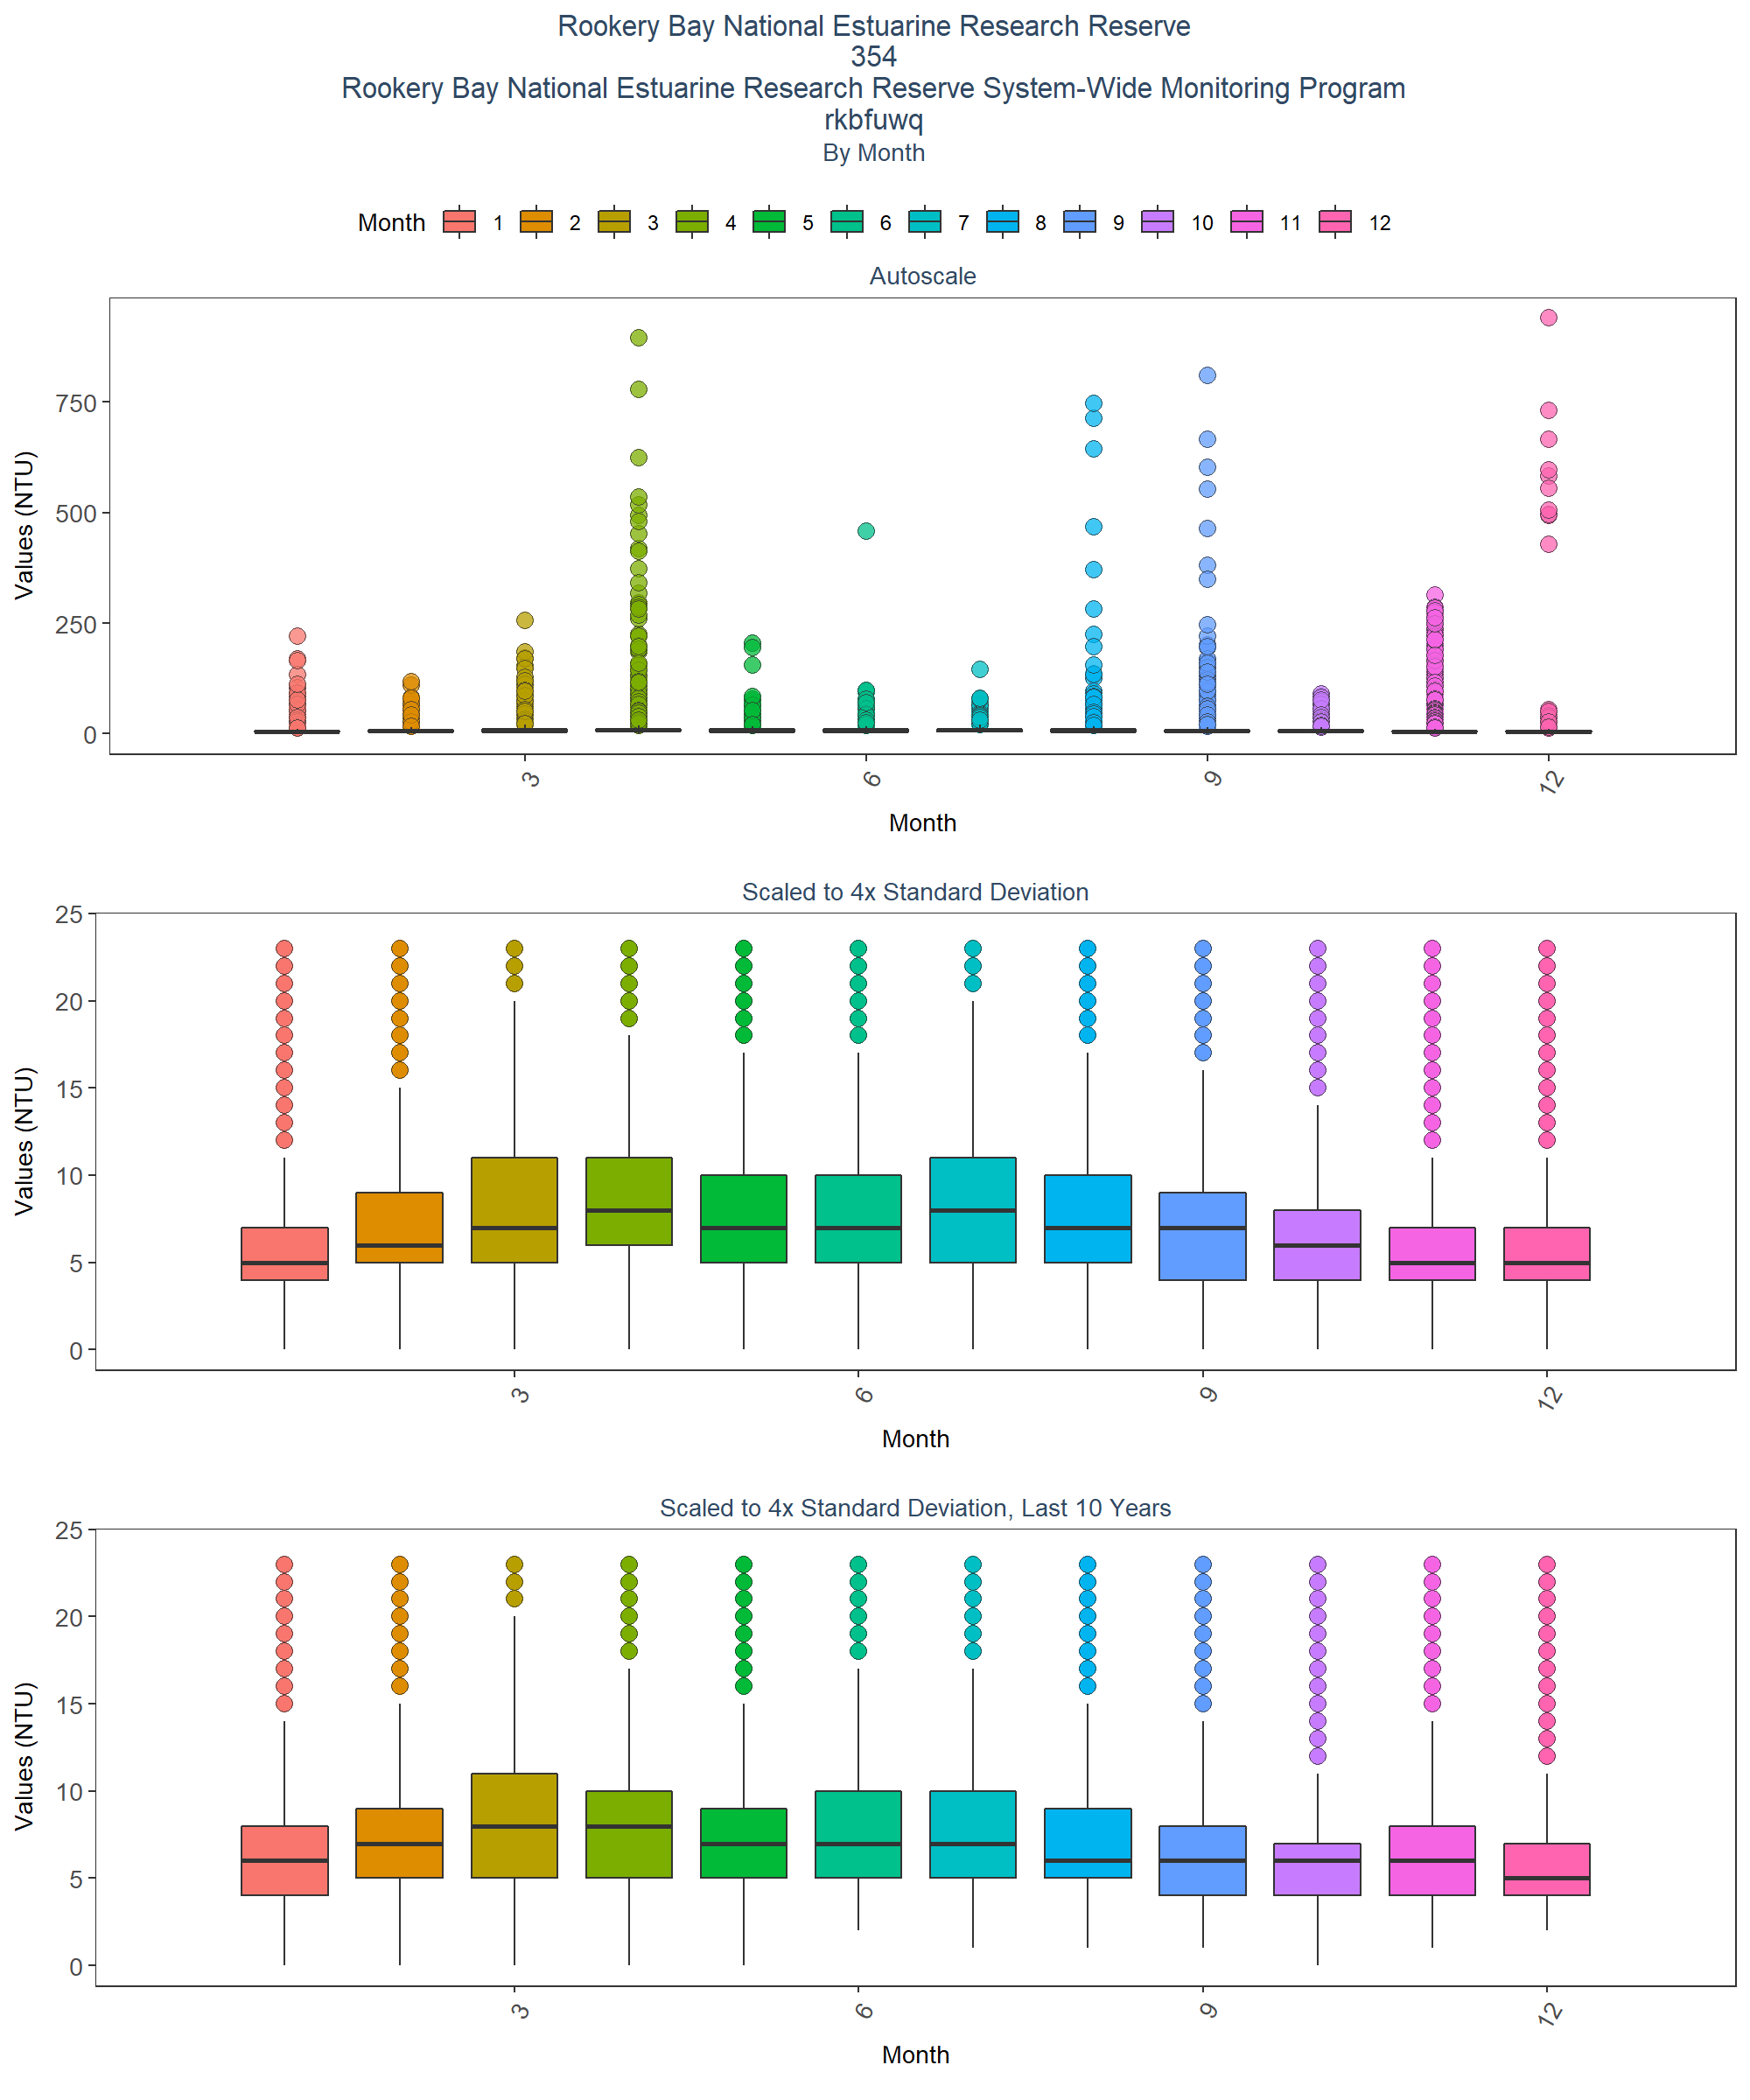 Rookery Bay National Estuarine Research Reserve
354
Rookery Bay National Estuarine Research Reserve System-Wide Monitoring Program
rkbfuwq
By Month
Month 1 2 3 4 5 6 7 8 9 10 11 12
Autoscale
Values (NTU)
750
500
250
0
3 6 9 12
Month
Scaled to 4x Standard Deviation
Values (NTU)
25
20
15
10
5
0
3 6 9 12
Month
Scaled to 4x Standard Deviation, Last 10 Years
Values (NTU)
25
20
15
10
5
0
3 6 9 12
Month